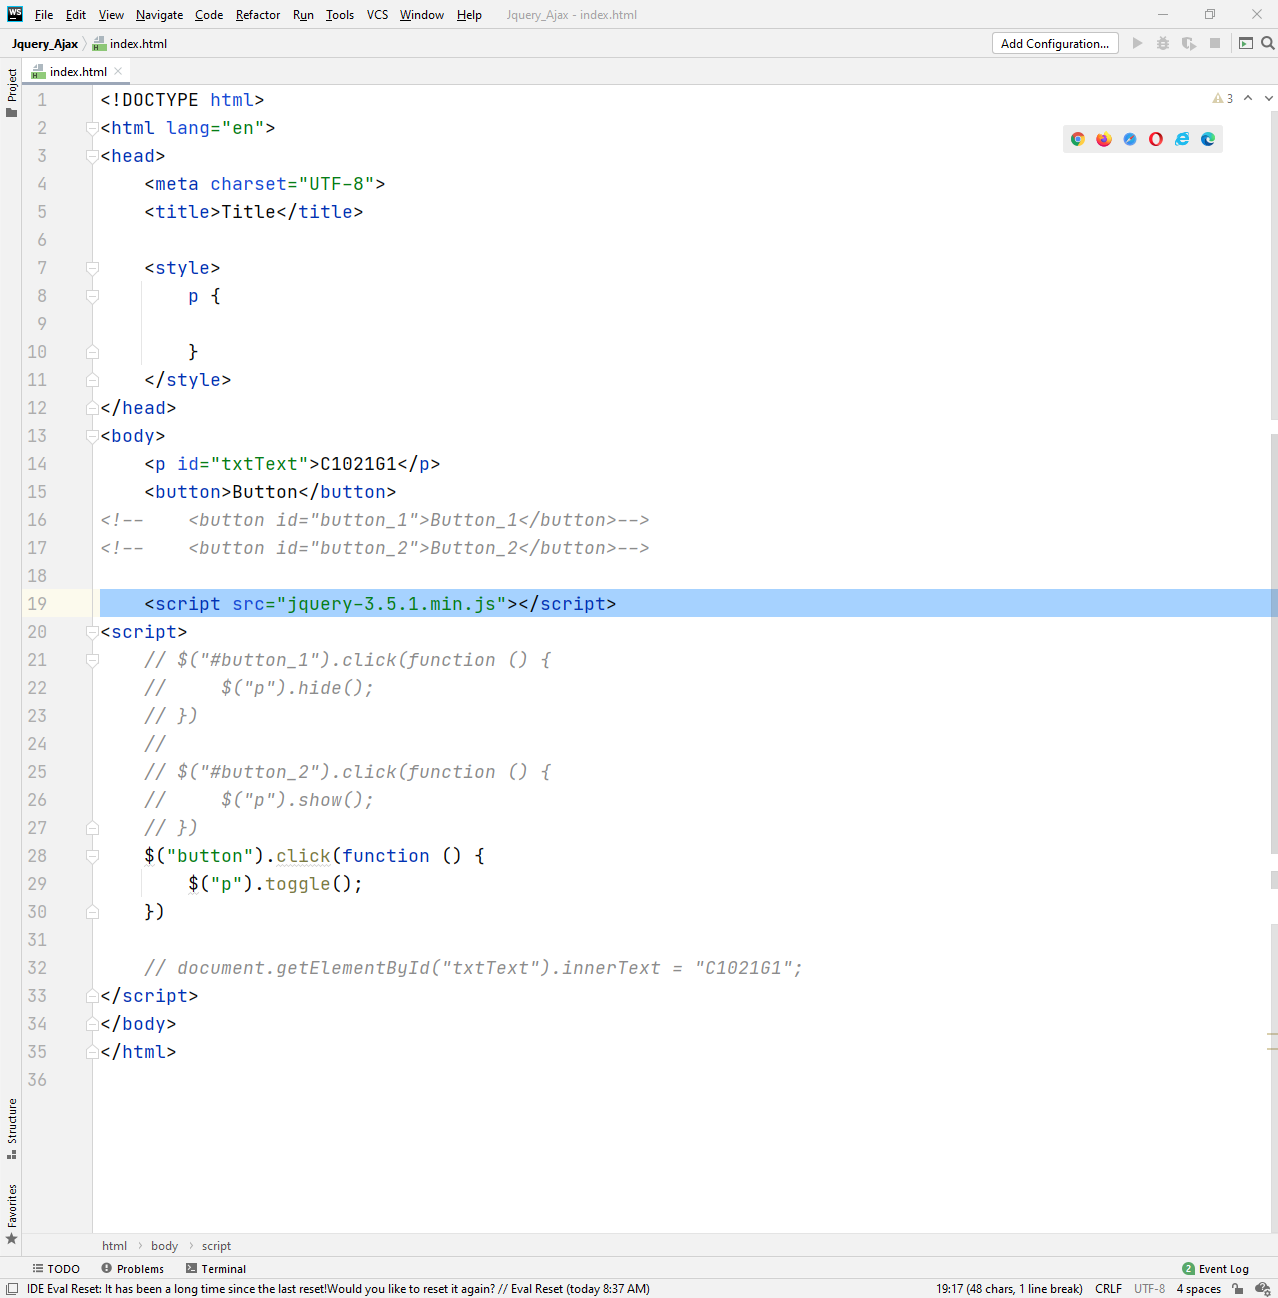 WS File Edit View Navigate Code Refactor Run Tools VCS Window Help Jquery_Ajax - index.html
Jquery_Ajax index.html Add Configuration...
Project index.html
1 <!DOCTYPE html> 3
2 <html lang="en">
3 <head>
4     <meta charset="UTF-8">
5     <title>Title</title>
6
7     <style>
8         p {
9
10         }
11     </style>
12 </head>
13 <body>
14     <p id="txtText">C1021G1</p>
15     <button>Button</button>
16 <!--    <button id="button_1">Button_1</button>-->
17 <!--    <button id="button_2">Button_2</button>-->
18
19     <script src="jquery-3.5.1.min.js"></script>
20 <script>
21     // $("#button_1").click(function () {
22     //     $("p").hide();
23     // })
24     //
25     // $("#button_2").click(function () {
26     //     $("p").show();
27     // })
28     $("button").click(function () {
29         $("p").toggle();
30     })
31
32     // document.getElementById("txtText").innerText = "C1021G1";
33 </script>
34 </body>
35 </html>
36
Structure
Favorites
html body script
TODO Problems Terminal 2 Event Log
IDE Eval Reset: It has been a long time since the last reset!Would you like to reset it again? // Eval Reset (today 8:37 AM) 19:17 (48 chars, 1 line break) CRLF UTF-8 4 spaces